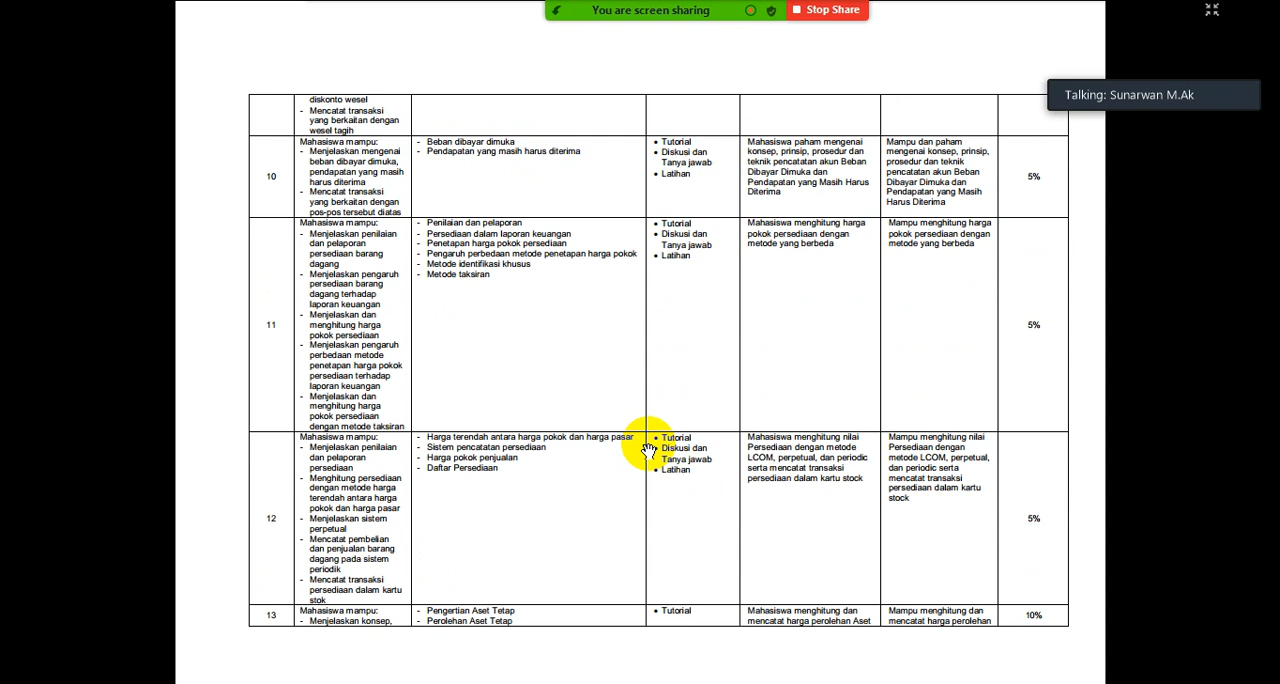 You are screen sharing
Stop Share
Talking: Sunarwan M.Ak
diskonto wesel
- Mencatat transaksi
yang berkaitan dengan
wesel tagih
10
Mahasiswa mampu:
- Menjelaskan mengenai
beban dibayar dimuka,
pendapatan yang masih
harus diterima
- Mencatat transaksi
yang berkaitan dengan
pos-pos tersebut diatas
- Beban dibayar dimuka
- Pendapatan yang masih harus diterima
• Tutorial
• Diskusi dan
Tanya jawab
• Latihan
Mahasiswa paham mengenai
konsep, prinsip, prosedur dan
teknik pencatatan akun Beban
Dibayar Dimuka dan
Pendapatan yang Masih Harus
Diterima
Mampu dan paham
mengenai konsep, prinsip,
prosedur dan teknik
pencatatan akun Beban
Dibayar Dimuka dan
Pendapatan yang Masih
Harus Diterima
5%
11
Mahasiswa mampu:
- Menjelaskan penilaian
dan pelaporan
persediaan barang
dagang
- Menjelaskan pengaruh
persediaan barang
dagang terhadap
laporan keuangan
- Menjelaskan dan
menghitung harga
pokok persediaan
- Menjelaskan pengaruh
perbedaan metode
penetapan harga pokok
persediaan terhadap
laporan keuangan
- Menjelaskan dan
menghitung harga
pokok persediaan
dengan metode taksiran
- Penilaian dan pelaporan
- Persediaan dalam laporan keuangan
- Penetapan harga pokok persediaan
- Pengaruh perbedaan metode penetapan harga pokok
- Metode identifikasi khusus
- Metode taksiran
• Tutorial
• Diskusi dan
Tanya jawab
• Latihan
Mahasiswa menghitung harga
pokok persediaan dengan
metode yang berbeda
Mampu menghitung harga
pokok persediaan dengan
metode yang berbeda
5%
12
Mahasiswa mampu:
- Menjelaskan penilaian
dan pelaporan
persediaan
- Menghitung persediaan
dengan metode harga
terendah antara harga
pokok dan harga pasar
- Menjelaskan sistem
perpetual
- Mencatat pembelian
dan penjualan barang
dagang pada sistem
periodik
- Mencatat transaksi
persediaan dalam kartu
stok
- Harga terendah antara harga pokok dan harga pasar
- Sistem pencatatan persediaan
- Harga pokok penjualan
- Daftar Persediaan
• Tutorial
• Diskusi dan
Tanya jawab
• Latihan
Mahasiswa menghitung nilai
Persediaan dengan metode
LCOM, perpetual, dan periodic
serta mencatat transaksi
persediaan dalam kartu stock
Mampu menghitung nilai
Persediaan dengan
metode LCOM, perpetual,
dan periodic serta
mencatat transaksi
persediaan dalam kartu
stock
5%
13
Mahasiswa mampu:
- Menjelaskan konsep,
- Pengertian Aset Tetap
- Perolehan Aset Tetap
• Tutorial
Mahasiswa menghitung dan
mencatat harga perolehan Aset
Mampu menghitung dan
mencatat harga perolehan
10%